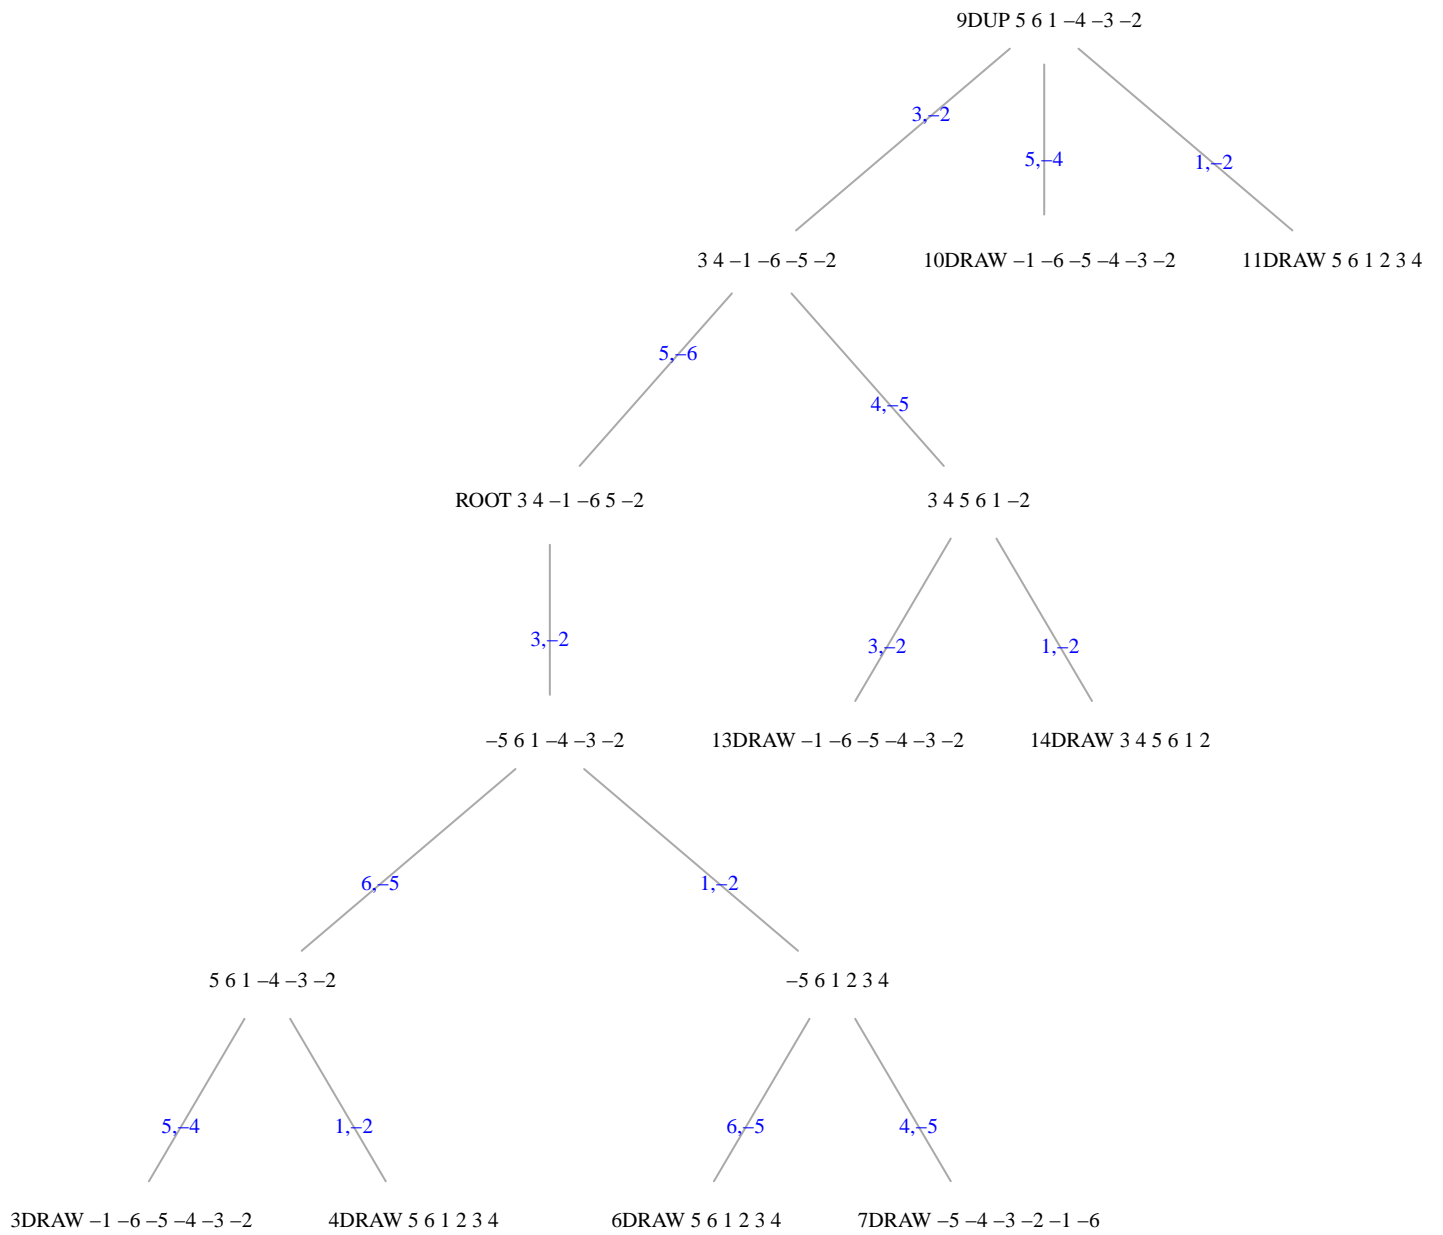 9DUP 5 6 1 –4 –3 –2
3,–2
5,–4
1,–2
3 4 –1 –6 –5 –2
10DRAW –1 –6 –5 –4 –3 –2
11DRAW 5 6 1 2 3 4
5,–6
4,–5
ROOT 3 4 –1 –6 5 –2
3 4 5 6 1 –2
3,–2
3,–2
1,–2
–5 6 1 –4 –3 –2
13DRAW –1 –6 –5 –4 –3 –2
14DRAW 3 4 5 6 1 2
6,–5
1,–2
5 6 1 –4 –3 –2
–5 6 1 2 3 4
5,–4
1,–2
6,–5
4,–5
3DRAW –1 –6 –5 –4 –3 –2
4DRAW 5 6 1 2 3 4
6DRAW 5 6 1 2 3 4
7DRAW –5 –4 –3 –2 –1 –6